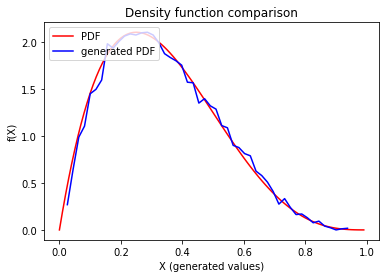 Density function comparison
PDF
generated PDF
f(X)
2.0
1.5
1.0
0.5
0.0
0.0 0.2 0.4 0.6 0.8 1.0
X (generated values)